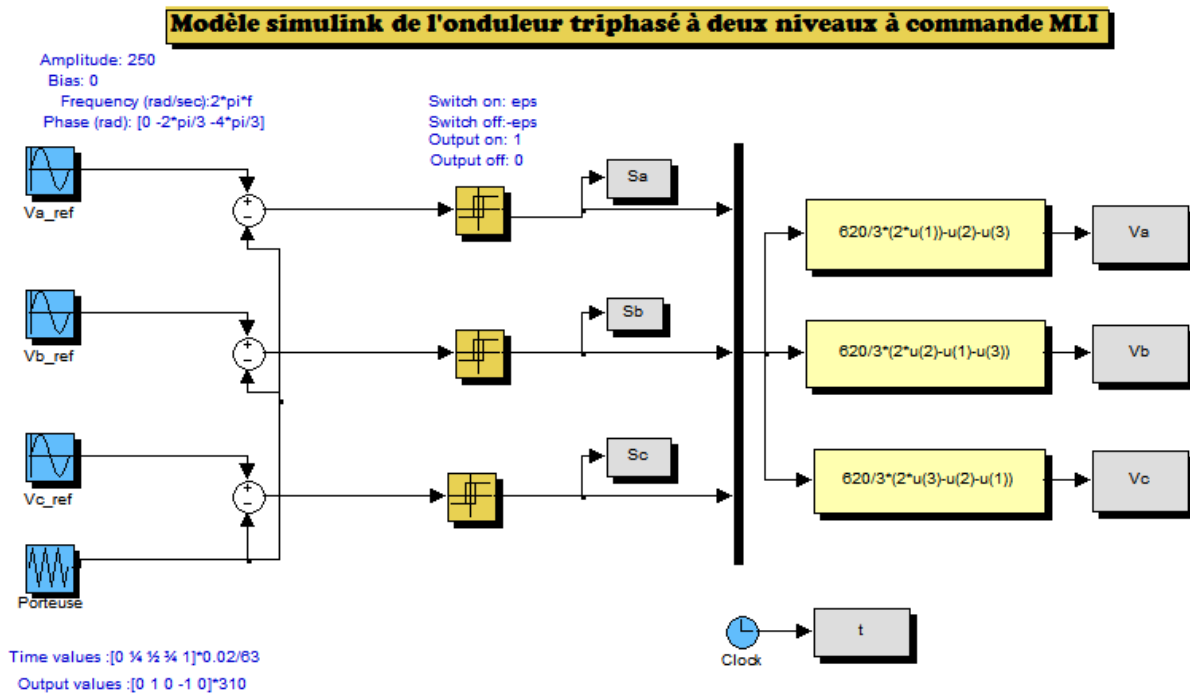 Modèle simulink de l'onduleur triphasé à deux niveaux à commande MLI
Amplitude: 250
Bias: 0
Frequency (rad/sec):2*pi*f
Phase (rad): [0 -2*pi/3 -4*pi/3]
Switch on: eps
Switch off:-eps
Output on: 1
Output off: 0
Va_ref
Sa
620/3*(2*u(1))-u(2)-u(3)
Va
Vb_ref
Sb
620/3*(2*u(2)-u(1)-u(3))
Vb
Vc_ref
Sc
620/3*(2*u(3)-u(2)-u(1))
Vc
Porteuse
Clock
t
Time values :[0 ¼ ½ ¾ 1]*0.02/63
Output values :[0 1 0 -1 0]*310